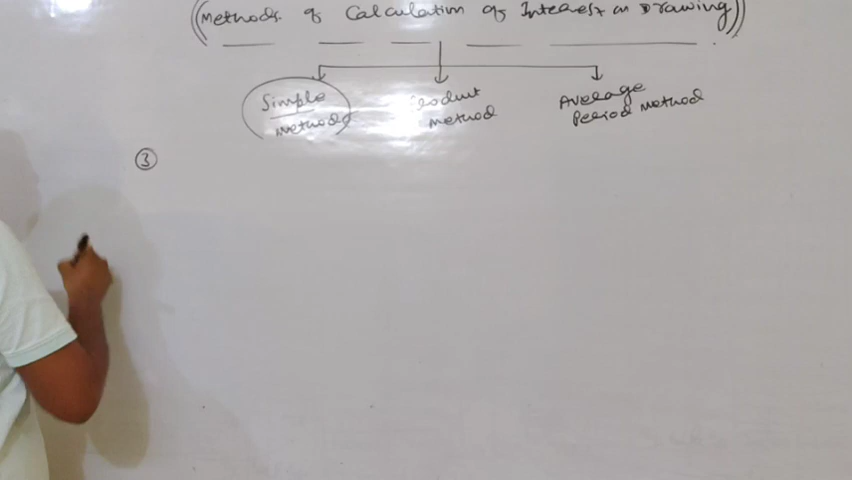 ((Methods of Calculation of Interest on Drawing))
Simple Product Average
Method Method Period Method
③